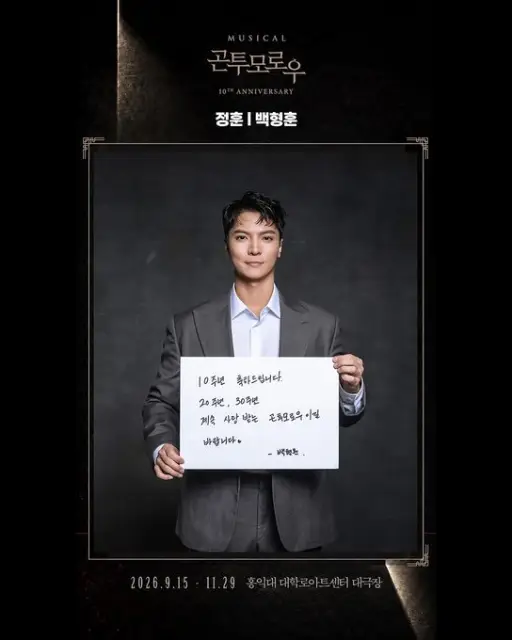 MUSICAL
곤투모로우
10TH ANNIVERSARY
정훈 | 백형훈
10주년 축하드립니다.
20주년, 30주년
계속 사랑 받는 곤투모로우이길
바랍니다.
- 백형훈.
2026.9.15 - 11.29 홍익대 대학로아트센터 대극장